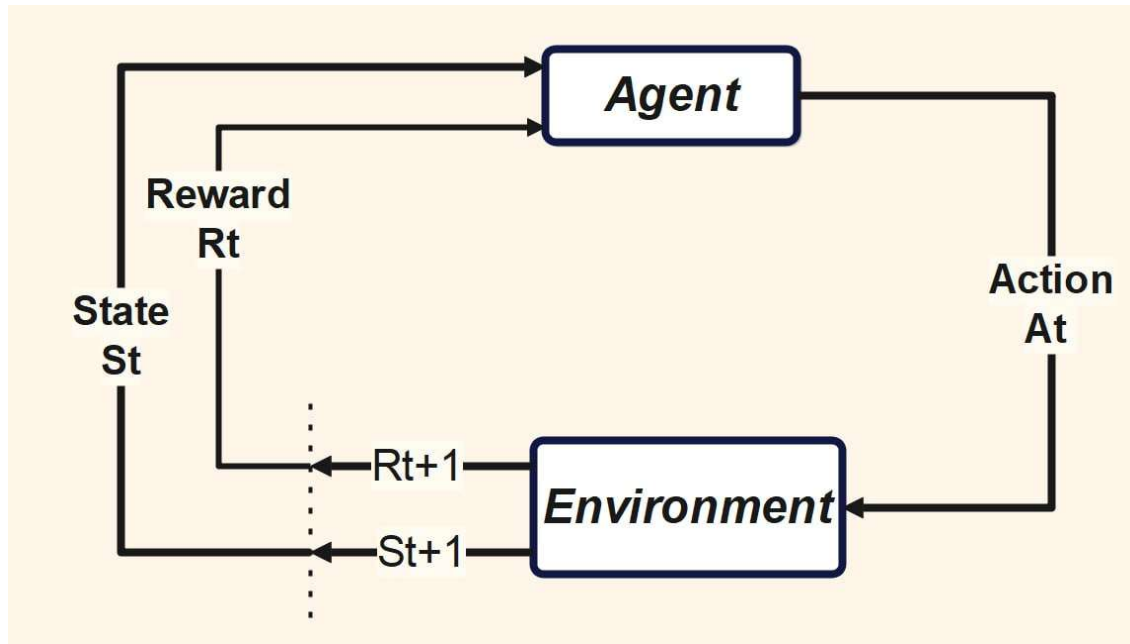 Agent
Reward
Rt
State
St
Action
At
Rt+1
Environment
St+1